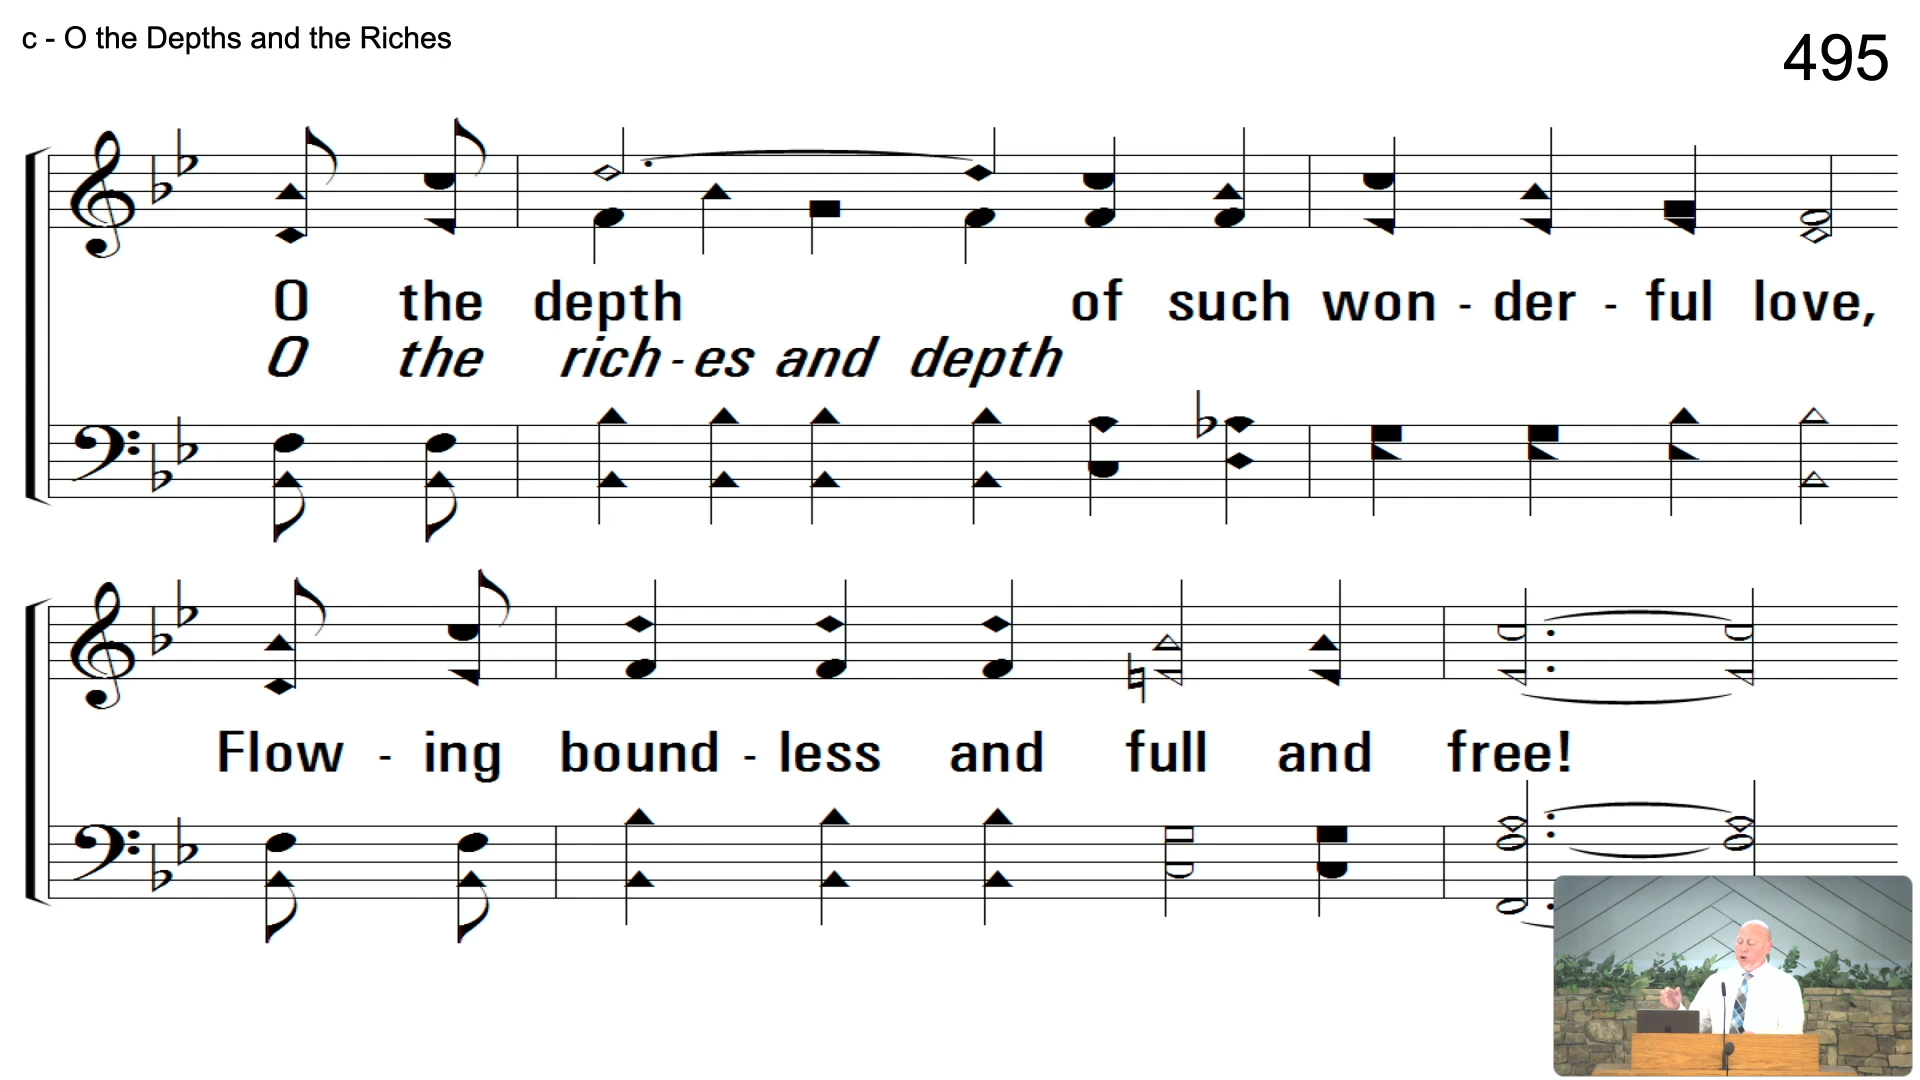 c - O the Depths and the Riches
495
O the depth of such won - der - ful love,
O the rich - es and depth
Flow - ing bound - less and full and free!